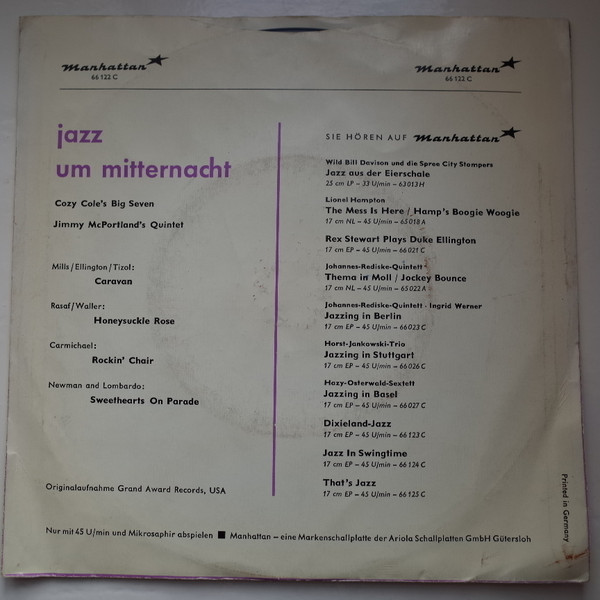 Manhattan
66 122 C
Manhattan
66 122 C
jazz
um mitternacht
Cozy Cole's Big Seven
Jimmy McPortland's Quintet
Mills/Ellington/Tizol:
Caravan
Rasaf/Waller:
Honeysuckle Rose
Carmichael:
Rockin' Chair
Newman and Lombardo:
Sweethearts On Parade
Originalaufnahme Grand Award Records, USA
SIE HÖREN AUF Manhattan
Wild Bill Davison und die Spree City Stompers
Jazz aus der Eierschale
25 cm LP – 33 U/min – 63013 H
Lionel Hampton
The Mess Is Here / Hamp's Boogie Woogie
17 cm NL – 45 U/min – 65018 A
Rex Stewart Plays Duke Ellington
17 cm EP – 45 U/min – 66021 C
Johannes-Rediske-Quintett
Thema in Moll / Jockey Bounce
17 cm NL – 45 U/min – 65022 A
Johannes-Rediske-Quintett · Ingrid Werner
Jazzing in Berlin
17 cm EP – 45 U/min – 66023 C
Horst-Jankowski-Trio
Jazzing in Stuttgart
17 cm EP – 45 U/min – 66026 C
Hazy-Osterwald-Sextett
Jazzing in Basel
17 cm EP – 45 U/min – 66027 C
Dixieland-Jazz
17 cm EP – 45 U/min – 66123 C
Jazz In Swingtime
17 cm EP – 45 U/min – 66124 C
That's Jazz
17 cm EP – 45 U/min – 66125 C
Printed in Germany
Nur mit 45 U/min und Mikrosaphir abspielen ■ Manhattan – eine Markenschallplatte der Ariola Schallplatten GmbH Gütersloh